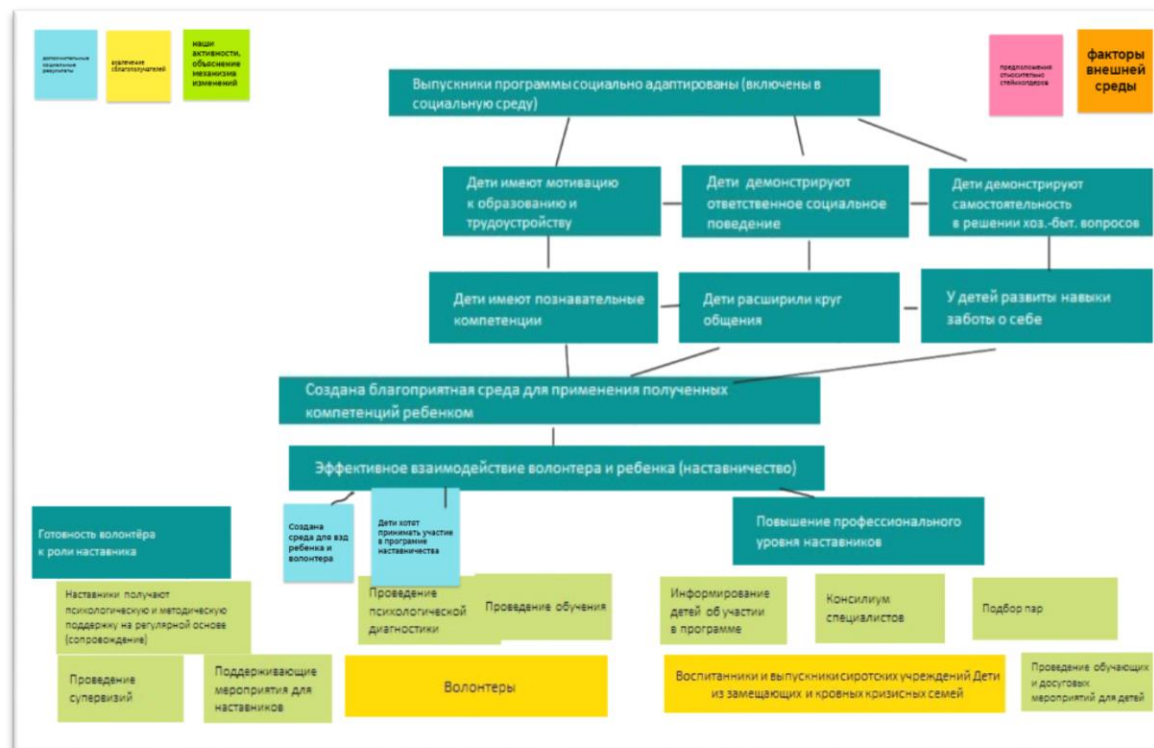 дополнительные
социальные
результаты
вовлечение
благополучателей
наши
активности,
объяснение
механизма
изменений
предположения
относительно
стейкхолдеров
факторы
внешней
среды
Выпускники программы социально адаптированы (включены в
социальную среду)
Дети имеют мотивацию
к образованию и
трудоустройству
Дети демонстрируют
ответственное социальное
поведение
Дети демонстрируют
самостоятельность
в решении хоз.-быт. вопросов
Дети имеют познавательные
компетенции
Дети расширили круг
общения
У детей развиты навыки
заботы о себе
Создана благоприятная среда для применения полученных
компетенций ребенком
Эффективное взаимодействие волонтера и ребенка (наставничество)
Готовность волонтёра
к роли наставника
Создана
среда для взд
ребенка и
волонтера
Дети хотят
принимать участие
в программе
наставничества
Повышение профессионального
уровня наставников
Наставники получают
психологическую и методическую
поддержку на регулярной основе
(сопровождение)
Проведение
психологической
диагностики
Проведение обучения
Информирование
детей об участии
в программе
Консилиум
специалистов
Подбор пар
Проведение
супервизий
Поддерживающие
мероприятия для
наставников
Волонтеры
Воспитанники и выпускники сиротских учреждений Дети
из замещающих и кровных кризисных семей
Проведение обучающих
и досуговых
мероприятий для детей